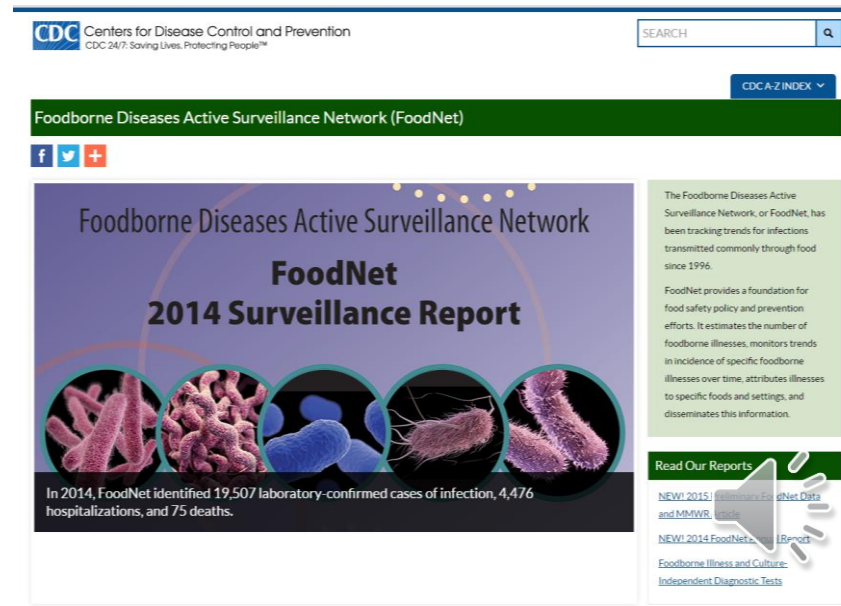 CDC Centers for Disease Control and Prevention
CDC 24/7: Saving Lives. Protecting People™
SEARCH
CDC A-Z INDEX
Foodborne Diseases Active Surveillance Network (FoodNet)
Foodborne Diseases Active Surveillance Network
FoodNet
2014 Surveillance Report
In 2014, FoodNet identified 19,507 laboratory-confirmed cases of infection, 4,476
hospitalizations, and 75 deaths.
The Foodborne Diseases Active
Surveillance Network, or FoodNet, has
been tracking trends for infections
transmitted commonly through food
since 1996.
FoodNet provides a foundation for
food safety policy and prevention
efforts. It estimates the number of
foodborne illnesses, monitors trends
in incidence of specific foodborne
illnesses over time, attributes illnesses
to specific foods and settings, and
disseminates this information.
Read Our Reports
NEW! 2015 Preliminary FoodNet Data
and MMWR Article
NEW! 2014 FoodNet Annual Report
Foodborne Illness and Culture-
Independent Diagnostic Tests